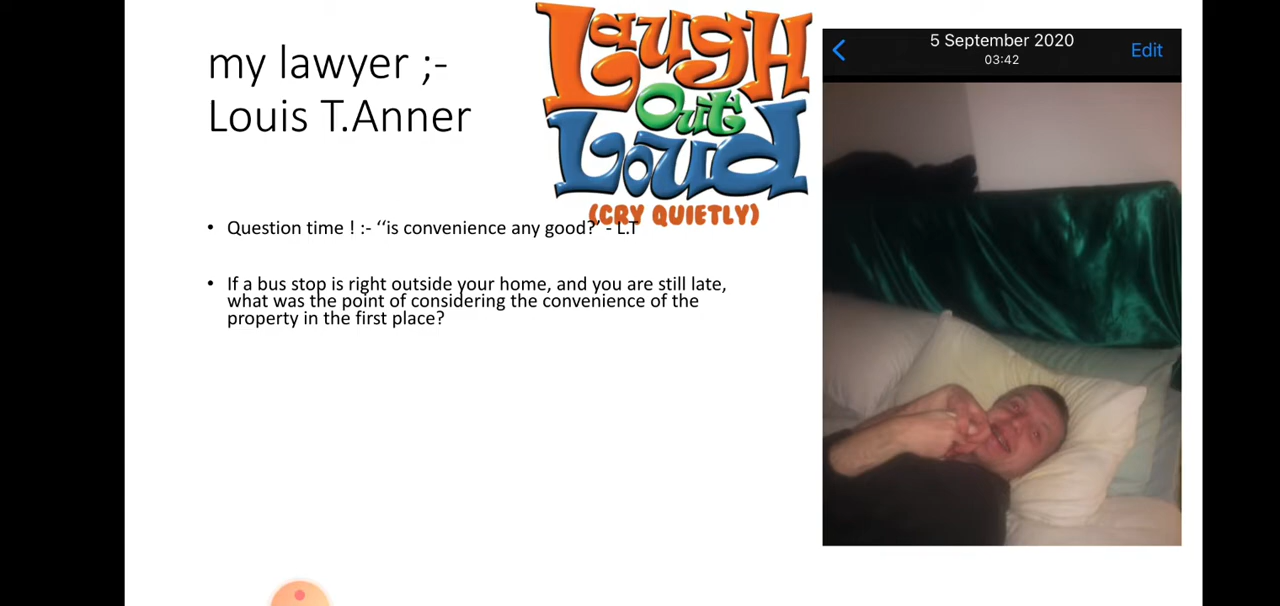 my lawyer ;-
Louis T.Anner
Laugh
Out
Loud
(CRY QUIETLY)
• Question time ! :- ‘‘is convenience any good?’ - L.T
• If a bus stop is right outside your home, and you are still late,
what was the point of considering the convenience of the
property in the first place?
5 September 2020
03:42
Edit